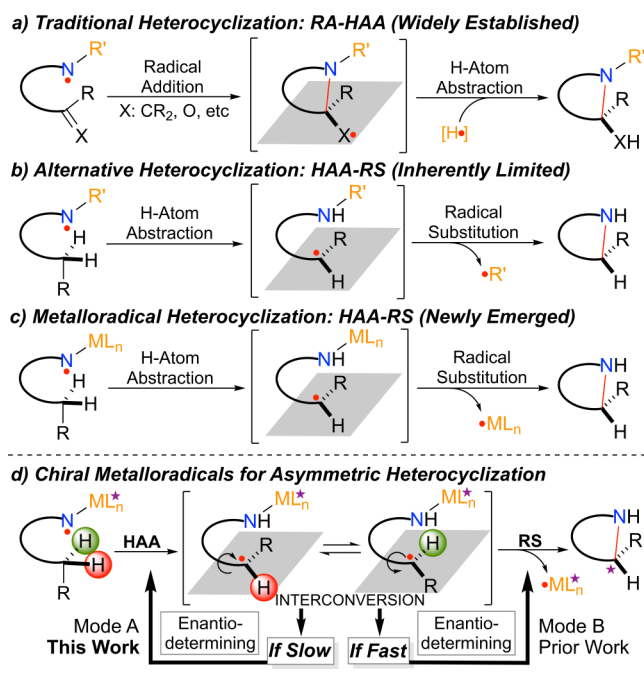 a) Traditional Heterocyclization: RA-HAA (Widely Established)
N R' R X
Radical Addition
X: CR2, O, etc
N R' R X•
H-Atom Abstraction
[H•]
N R' R XH
b) Alternative Heterocyclization: HAA-RS (Inherently Limited)
N R' H H R
H-Atom Abstraction
NH R' R H
Radical Substitution
•R'
NH R H
c) Metalloradical Heterocyclization: HAA-RS (Newly Emerged)
N MLn H H R
H-Atom Abstraction
NH MLn R H
Radical Substitution
•MLn
NH R H
d) Chiral Metalloradicals for Asymmetric Heterocyclization
N MLn★ H H R
HAA
NH MLn★ R H
NH MLn★ H R
RS
•MLn★
NH R H ★
INTERCONVERSION
Mode A
This Work
Enantio-determining
If Slow
If Fast
Enantio-determining
Mode B
Prior Work